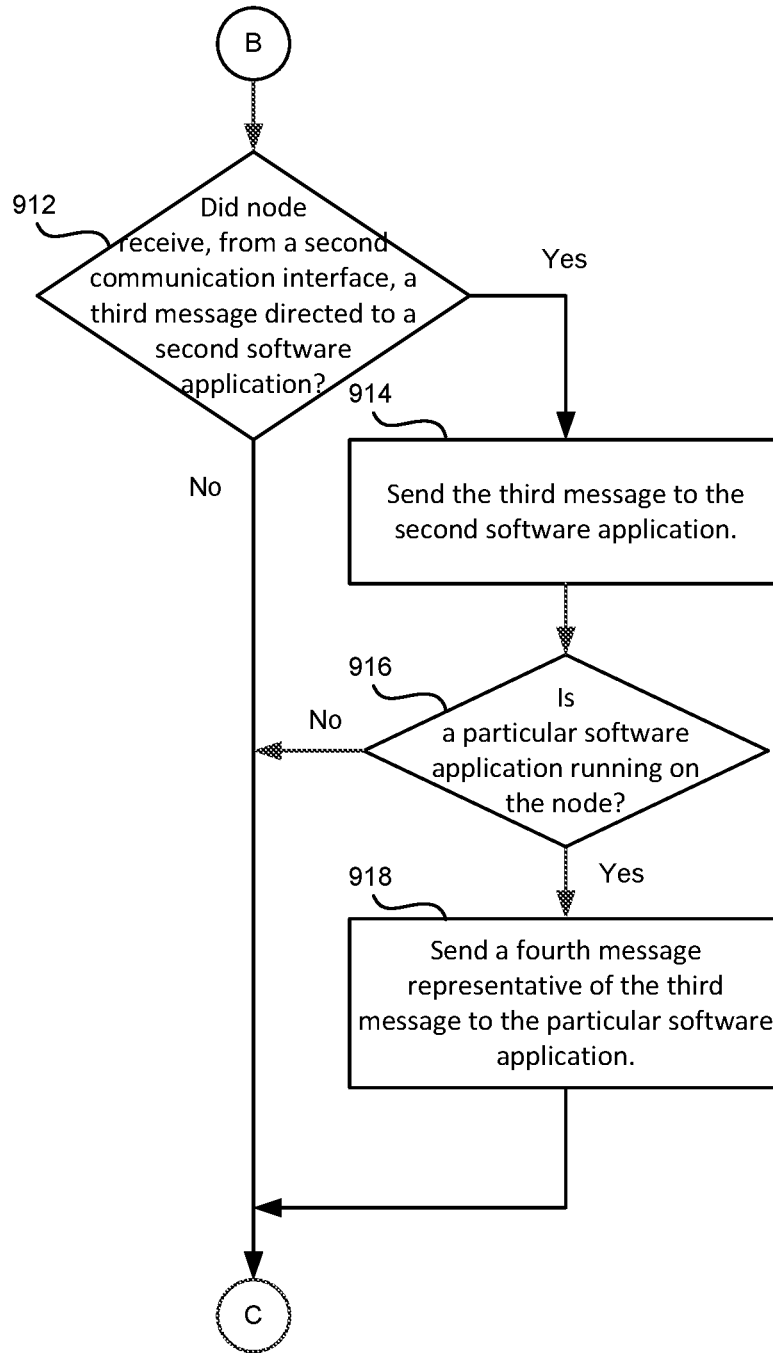 B
912
Did node
receive, from a second
communication interface, a
third message directed to a
second software
application?
Yes
No
914
Send the third message to the
second software application.
916
Is
a particular software
application running on
the node?
No
Yes
918
Send a fourth message
representative of the third
message to the particular software
application.
C